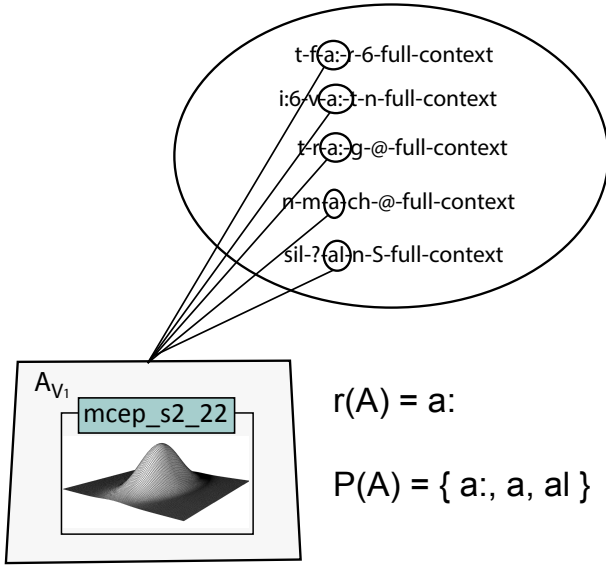 t-f-a:-r-6-full-context
i:6-v-a:-t-n-full-context
t-r-a:-g-@-full-context
n-m-a-ch-@-full-context
sil-?-al-n-S-full-context
A_V₁
mcep_s2_22
r(A) = a:
P(A) = { a:, a, al }